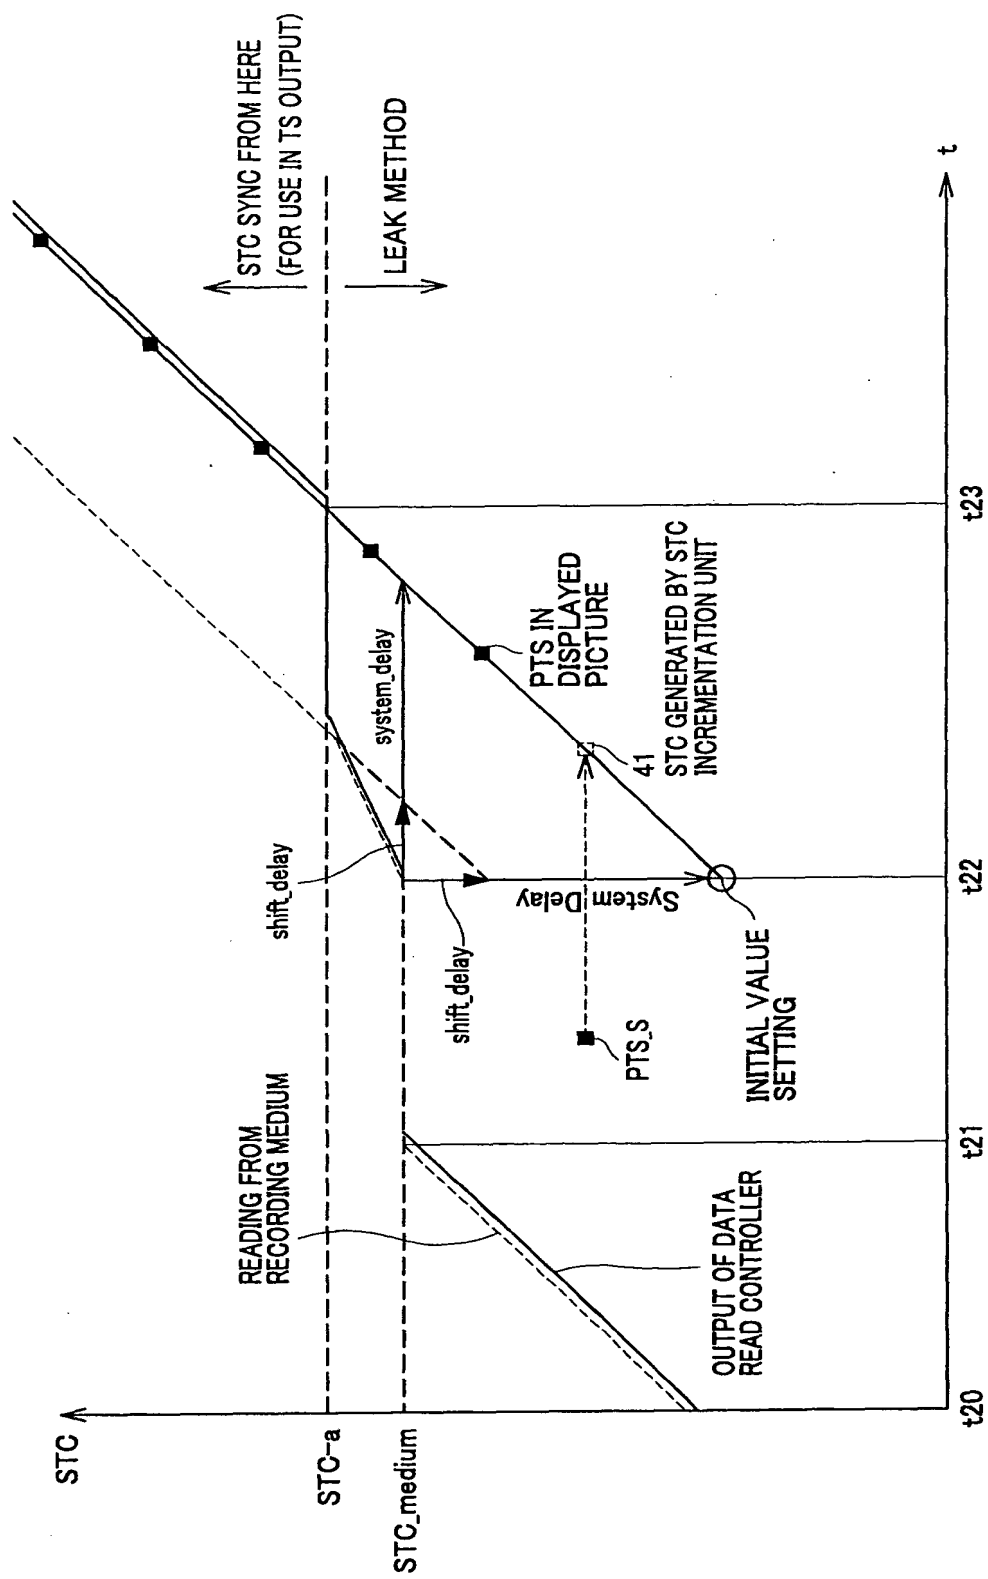 STC
STC-a
STC_medium
READING FROM
RECORDING MEDIUM
OUTPUT OF DATA
READ CONTROLLER
PTS_S
INITIAL VALUE
SETTING
shift_delay
shift_delay
System Delay
system_delay
41
STC GENERATED BY STC
INCREMENTATION UNIT
PTS IN
DISPLAYED
PICTURE
STC SYNC FROM HERE
(FOR USE IN TS OUTPUT)
LEAK METHOD
t20
t21
t22
t23
t